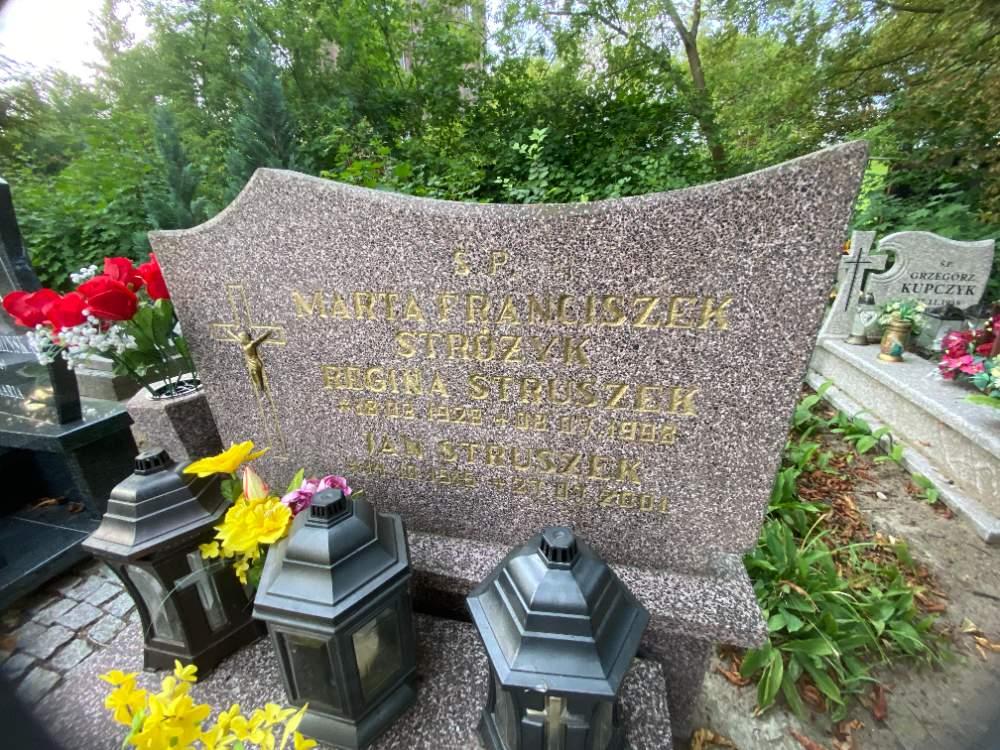 Ś.P.
MARTA FRANCISZEK
STRÓŻYK
REGINA STRUSZEK
JAN STRUSZEK
Ś.P.
GRZEGORZ
KUPCZYK